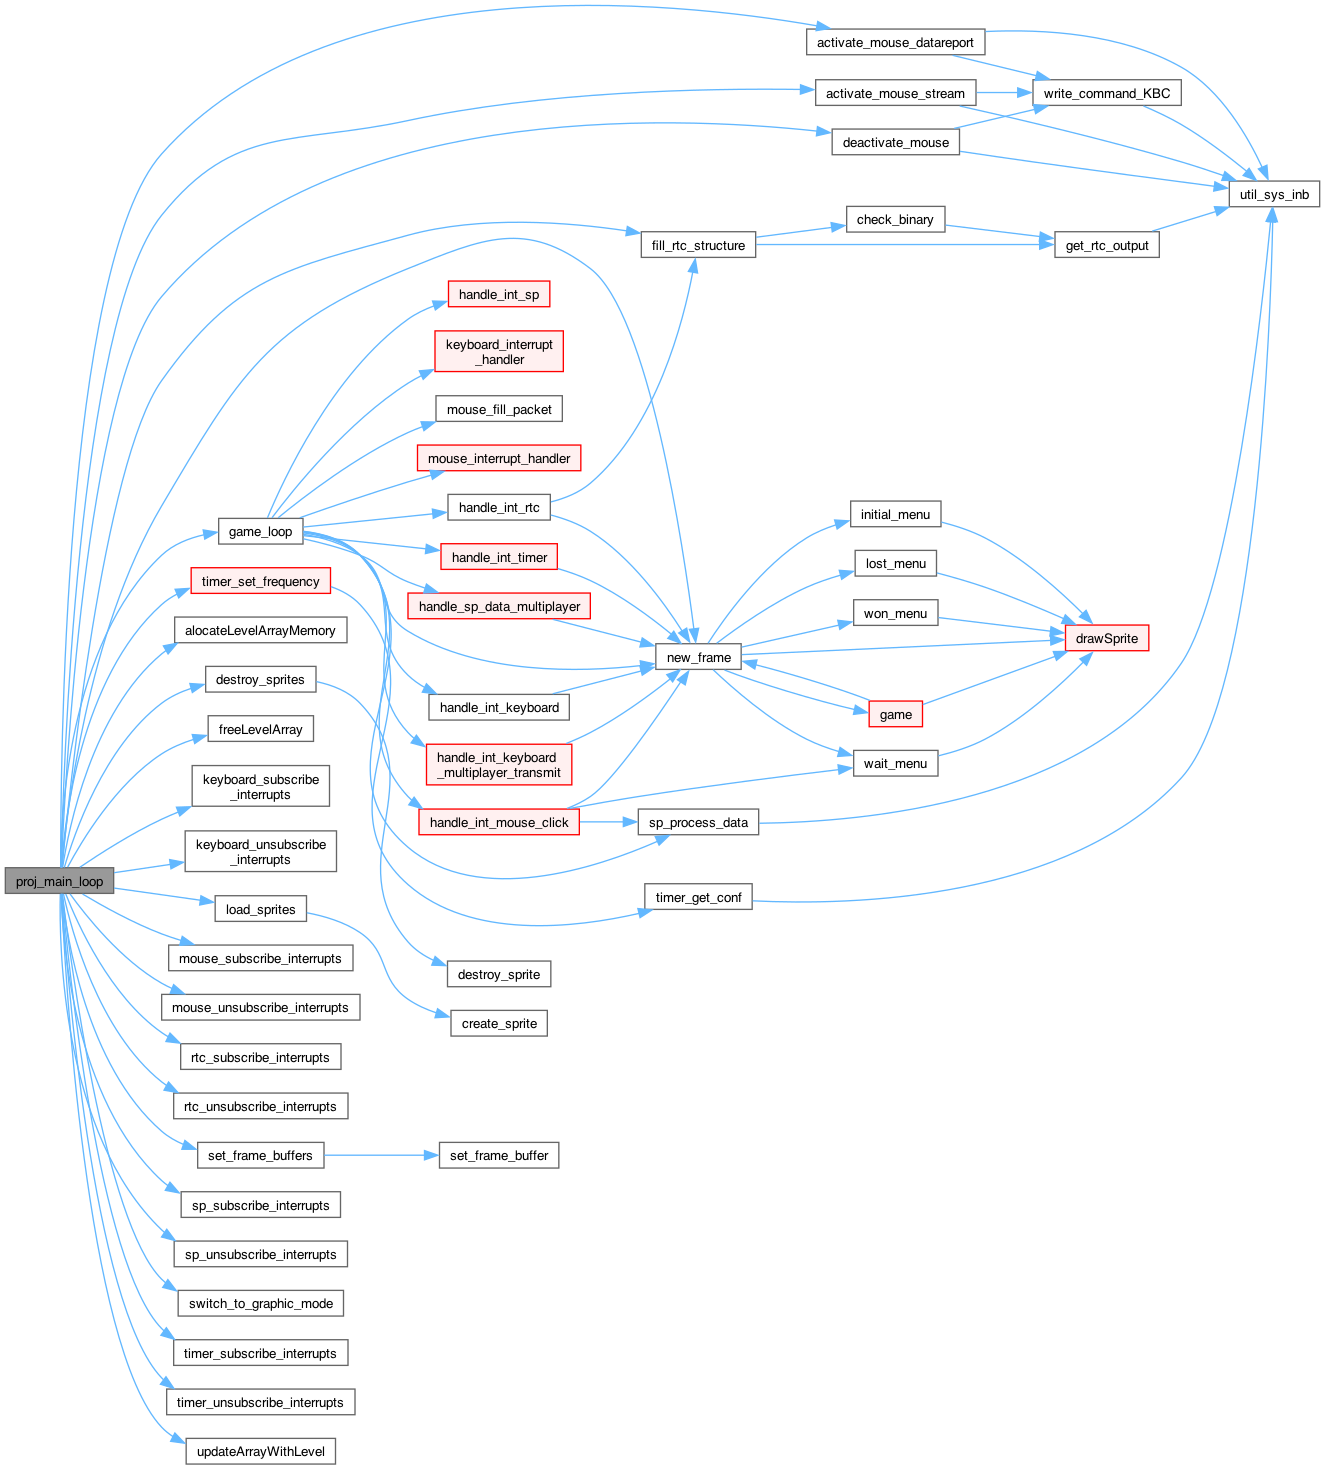 activate_mouse_datareport
activate_mouse_stream
write_command_KBC
deactivate_mouse
util_sys_inb
check_binary
fill_rtc_structure
get_rtc_output
handle_int_sp
keyboard_interrupt
_handler
mouse_fill_packet
mouse_interrupt_handler
handle_int_rtc
initial_menu
game_loop
handle_int_timer
lost_menu
timer_set_frequency
handle_sp_data_multiplayer
won_menu
alocateLevelArrayMemory
drawSprite
new_frame
destroy_sprites
handle_int_keyboard
game
freeLevelArray
handle_int_keyboard
_multiplayer_transmit
wait_menu
keyboard_subscribe
_interrupts
handle_int_mouse_click
sp_process_data
keyboard_unsubscribe
_interrupts
proj_main_loop
timer_get_conf
load_sprites
mouse_subscribe_interrupts
destroy_sprite
mouse_unsubscribe_interrupts
create_sprite
rtc_subscribe_interrupts
rtc_unsubscribe_interrupts
set_frame_buffers
set_frame_buffer
sp_subscribe_interrupts
sp_unsubscribe_interrupts
switch_to_graphic_mode
timer_subscribe_interrupts
timer_unsubscribe_interrupts
updateArrayWithLevel